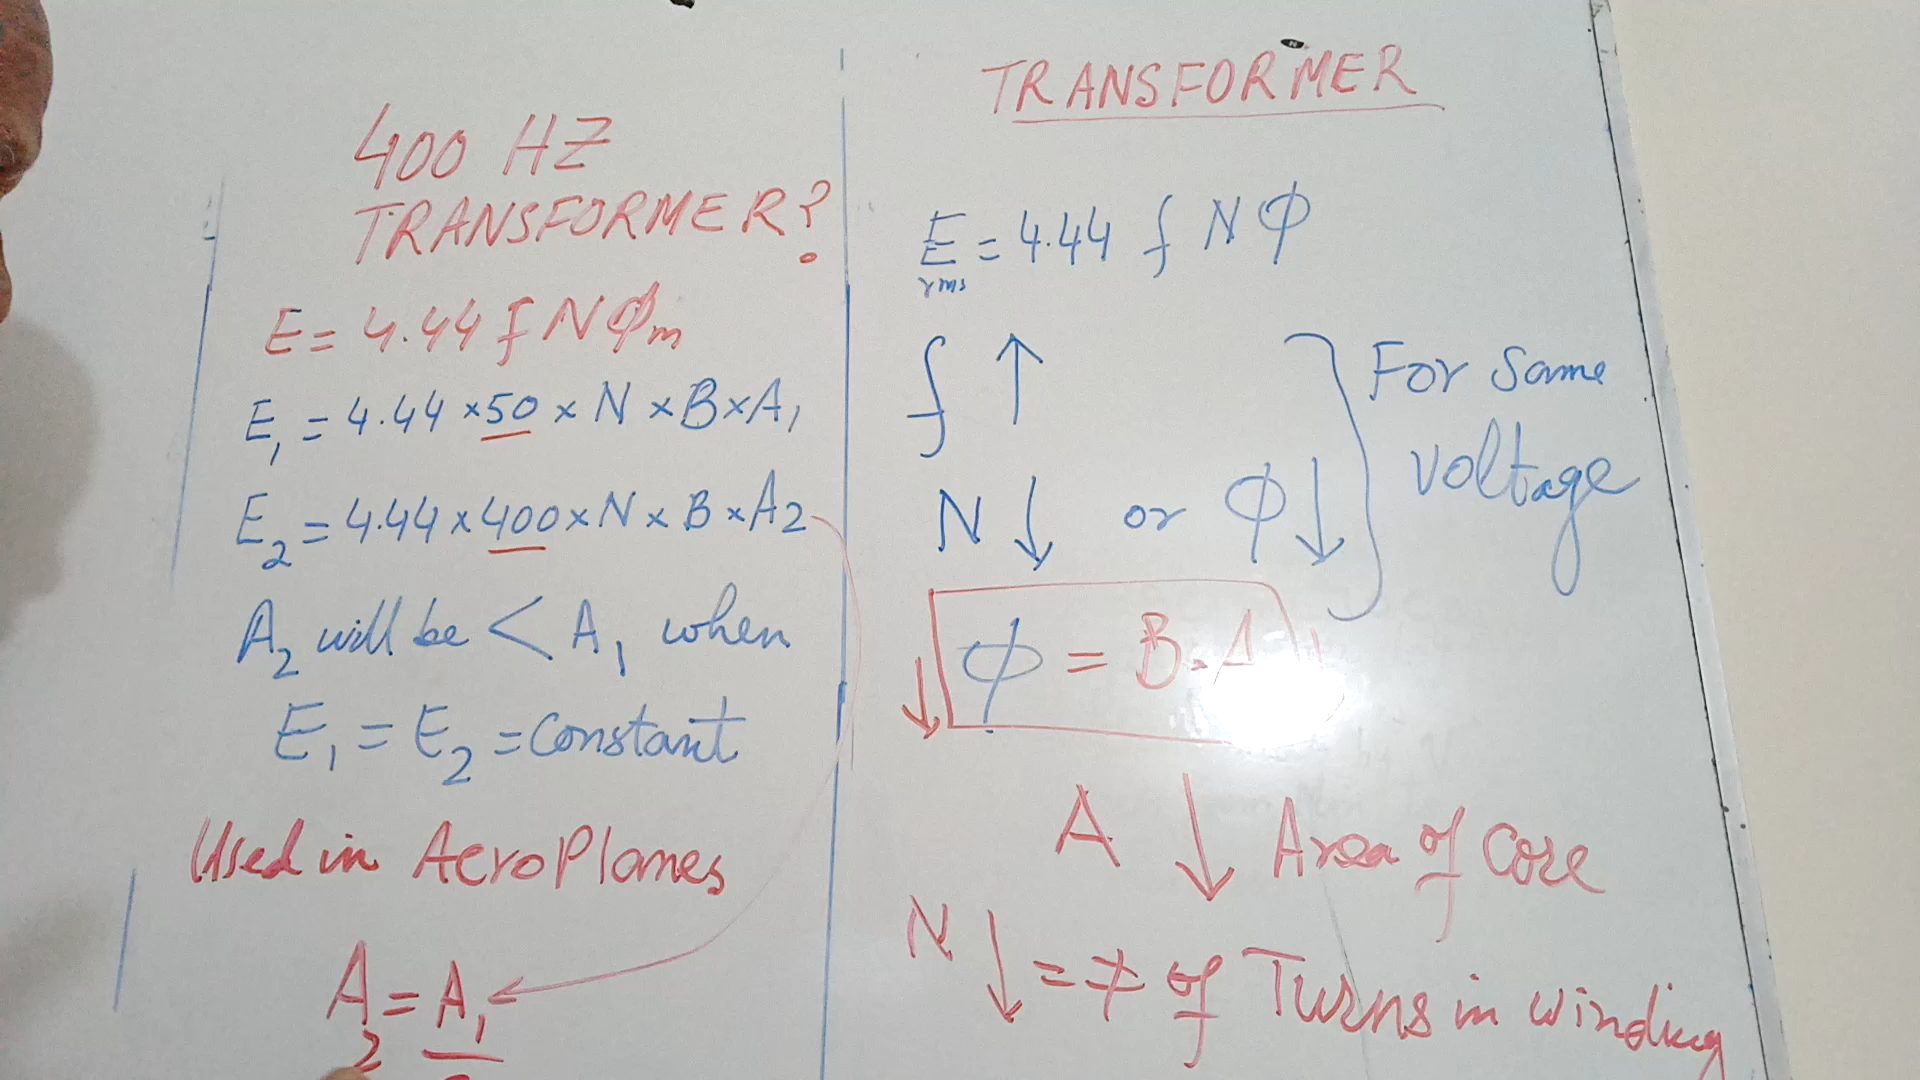 400 HZ
TRANSFORMER?
E = 4.44 f N Φm
E₁ = 4.44 × 50 × N × B × A₁
E₂ = 4.44 × 400 × N × B × A₂
A₂ will be < A₁ when
E₁ = E₂ = Constant
Used in AeroPlanes
A₂ = A₁
TRANSFORMER
E = 4.44 f N Φ
rms
f ↑
N ↓ or Φ ↓
For Same
voltage
↓ Φ = B.A
A ↓ Area of Core
N ↓ = ≠ of Turns in winding